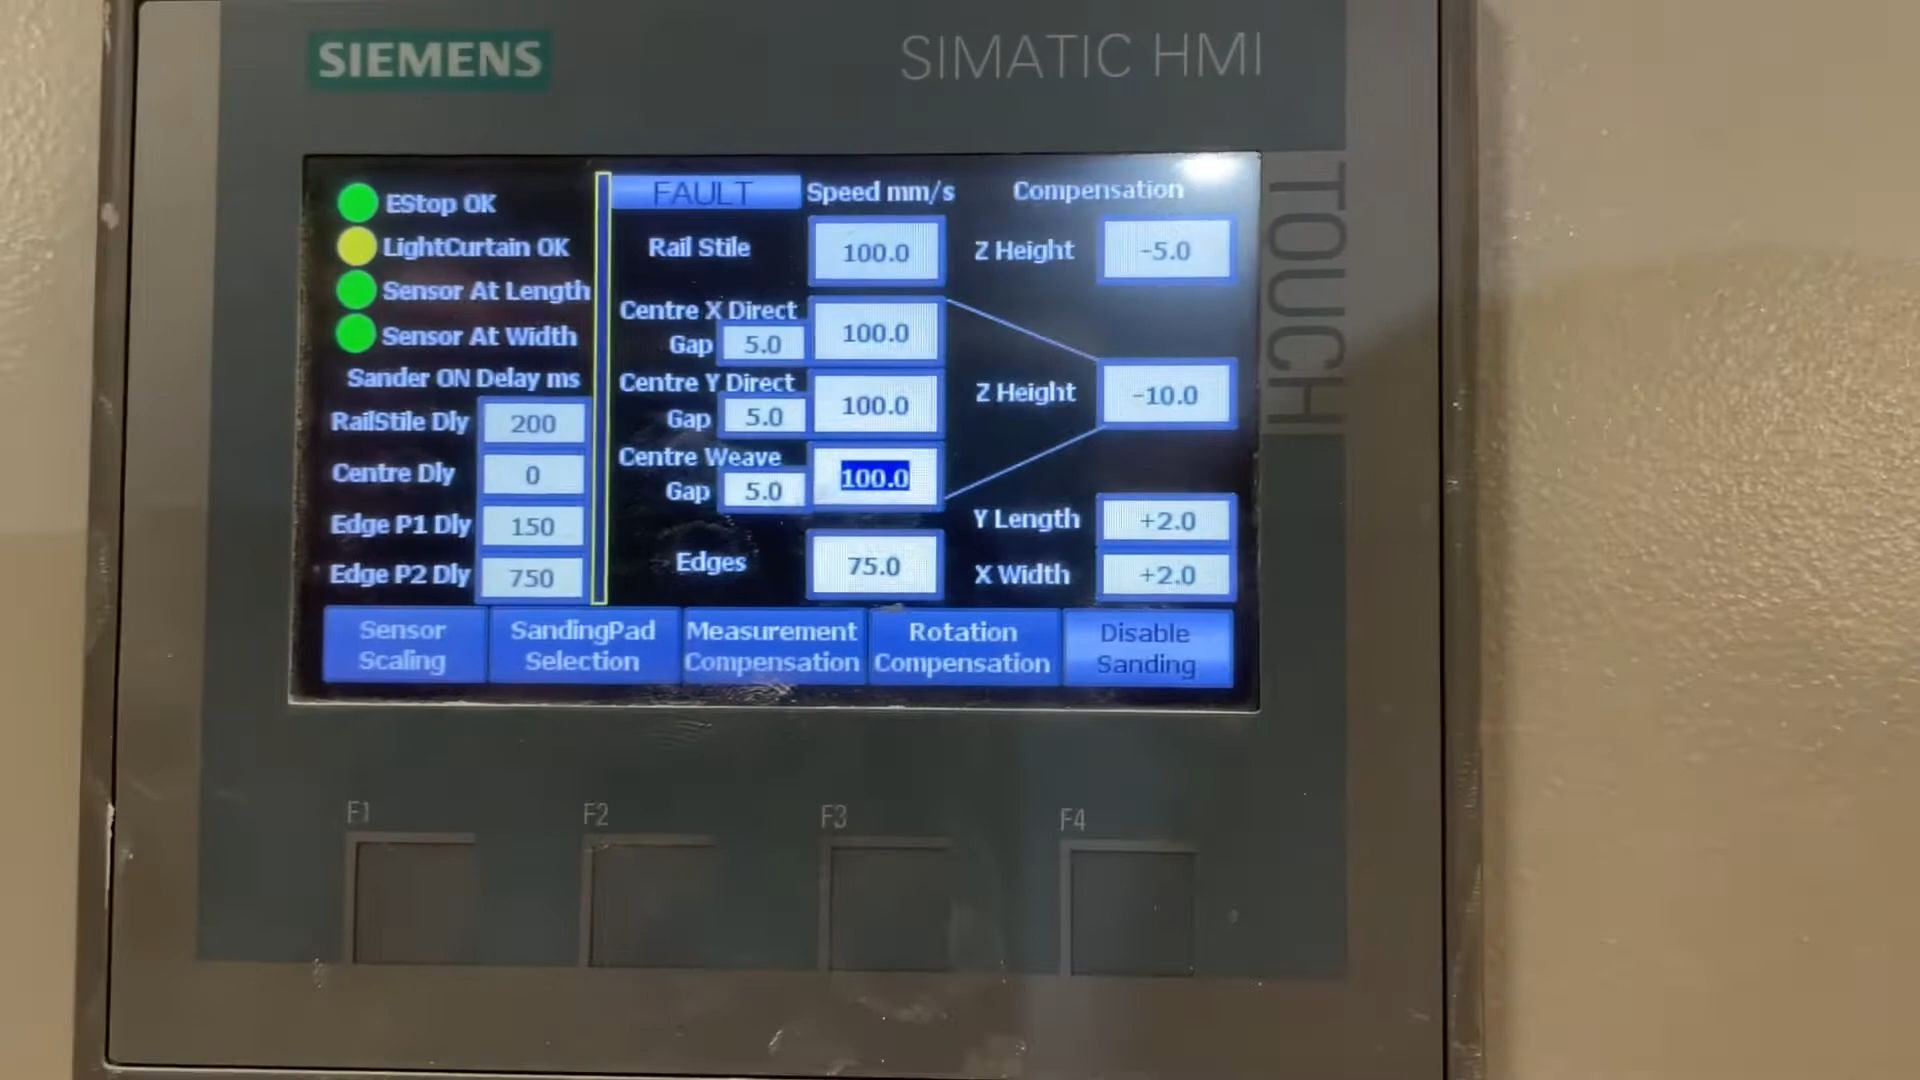 SIEMENS
SIMATIC HMI
TOUCH
EStop OK
LightCurtain OK
Sensor At Length
Sensor At Width
Sander ON Delay ms
RailStile Dly 200
Centre Dly 0
Edge P1 Dly 150
Edge P2 Dly 750
FAULT Speed mm/s Compensation
Rail Stile 100.0 Z Height -5.0
Centre X Direct 100.0
Gap 5.0
Centre Y Direct 100.0 Z Height -10.0
Gap 5.0
Centre Weave 100.0
Gap 5.0
Y Length +2.0
Edges 75.0 X Width +2.0
Sensor Scaling
SandingPad Selection
Measurement Compensation
Rotation Compensation
Disable Sanding
F1 F2 F3 F4